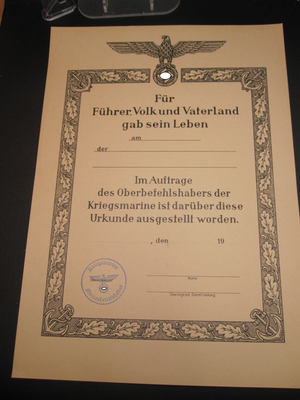 Für
Führer, Volk und Vaterland
gab sein Leben
am
der
Im Auftrage
des Oberbefehlshabers der
Kriegsmarine ist darüber diese
Urkunde ausgestellt worden.
, den 19
Name